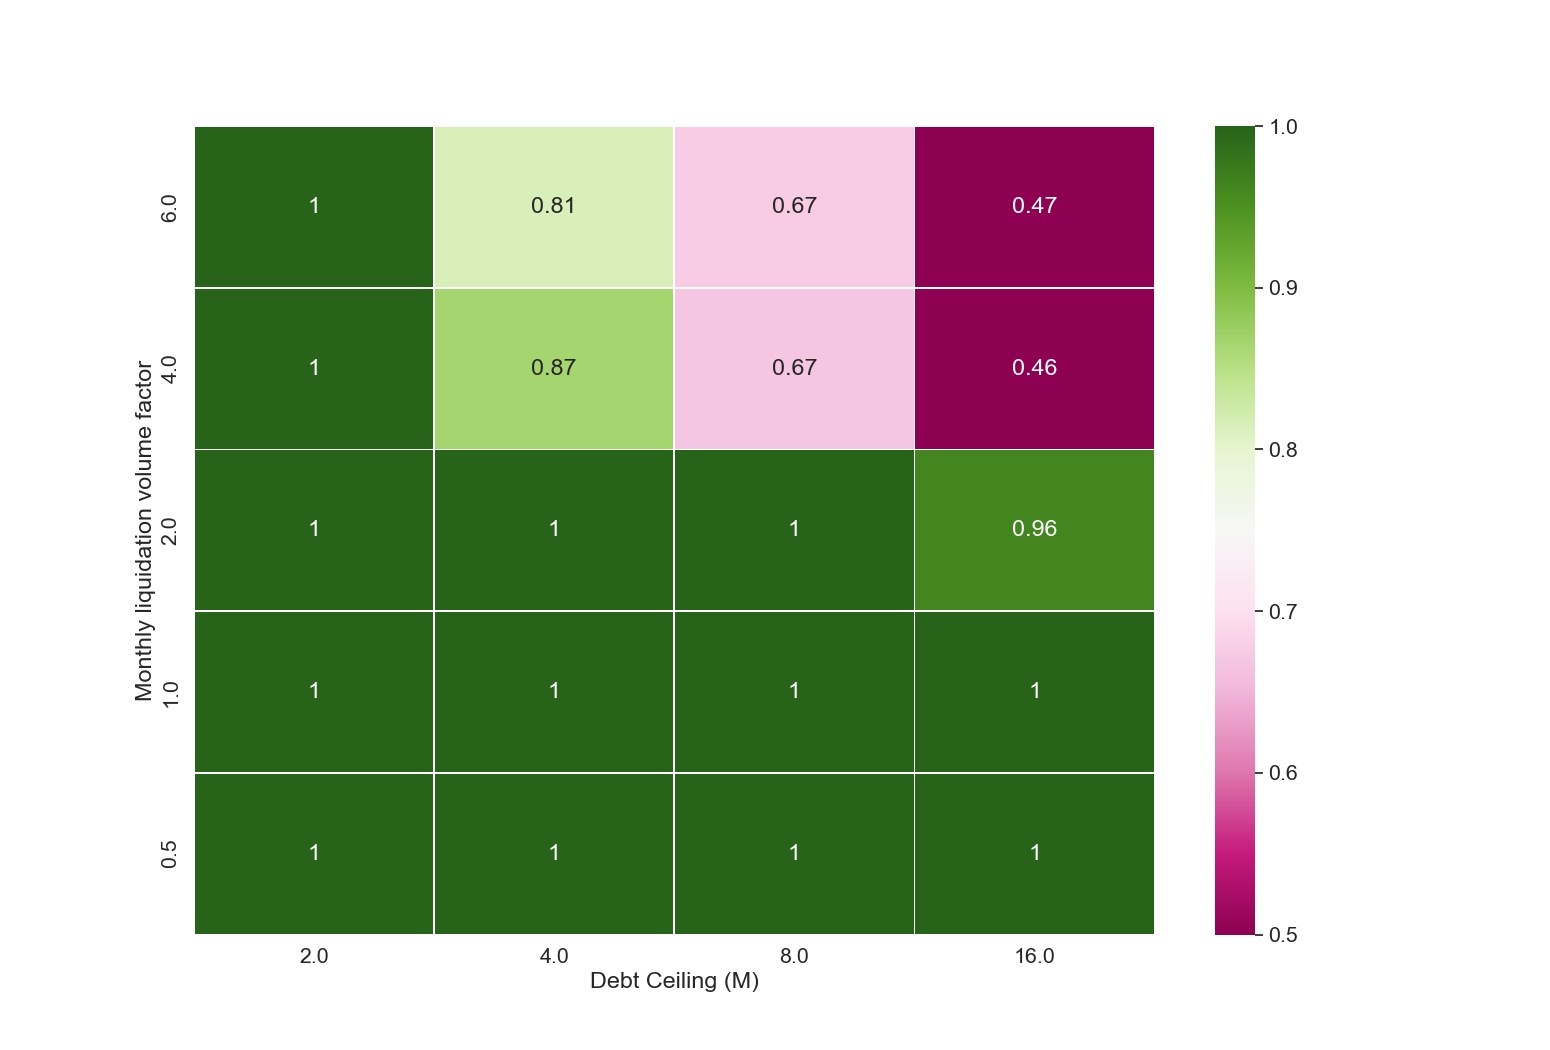 1.0
6.0 1 0.81 0.67 0.47
0.9
4.0 1 0.87 0.67 0.46
0.8
Monthly liquidation volume factor
2.0 1 1 1 0.96
0.7
1.0 1 1 1 1
0.6
0.5 1 1 1 1
0.5
2.0 4.0 8.0 16.0
Debt Ceiling (M)